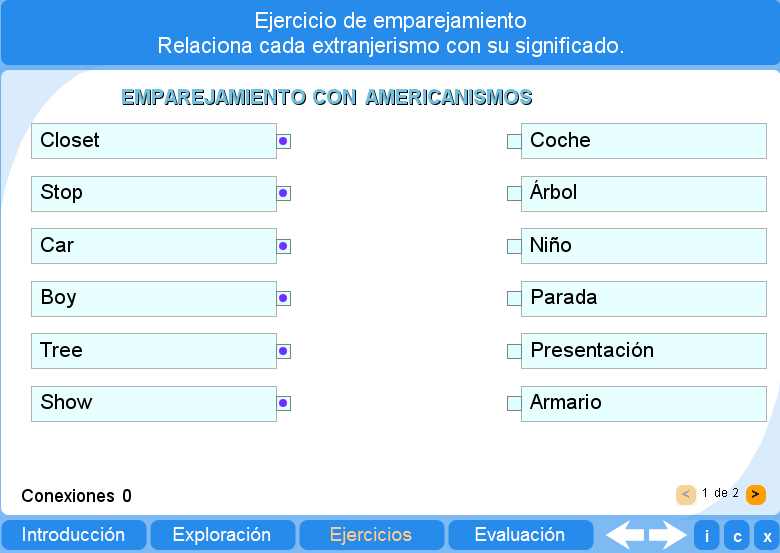 Ejercicio de emparejamiento
Relaciona cada extranjerismo con su significado.
EMPAREJAMIENTO CON AMERICANISMOS
Closet
Coche
Stop
Árbol
Car
Niño
Boy
Parada
Tree
Presentación
Show
Armario
Conexiones 0
< 1 de 2 >
Introducción Exploración Ejercicios Evaluación i c x